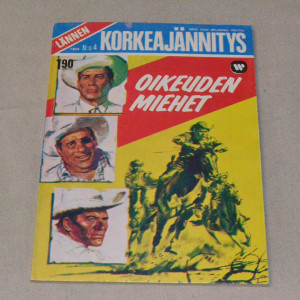 LÄNNEN
KORKEAJÄNNITYS
190
OIKEUDEN
MIEHET